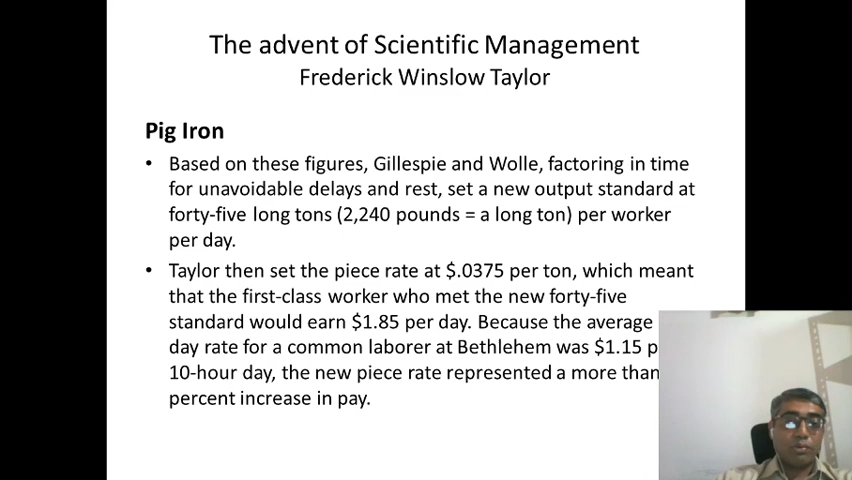 The advent of Scientific Management
Frederick Winslow Taylor
Pig Iron
• Based on these figures, Gillespie and Wolle, factoring in time
for unavoidable delays and rest, set a new output standard at
forty-five long tons (2,240 pounds = a long ton) per worker
per day.
• Taylor then set the piece rate at $.0375 per ton, which meant
that the first-class worker who met the new forty-five
standard would earn $1.85 per day. Because the average
day rate for a common laborer at Bethlehem was $1.15 p
10-hour day, the new piece rate represented a more than
percent increase in pay.